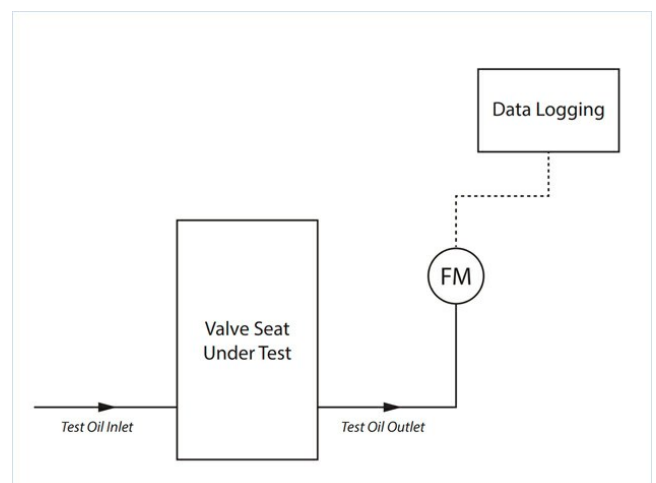 Data Logging
FM
Valve Seat
Under Test
Test Oil Inlet
Test Oil Outlet